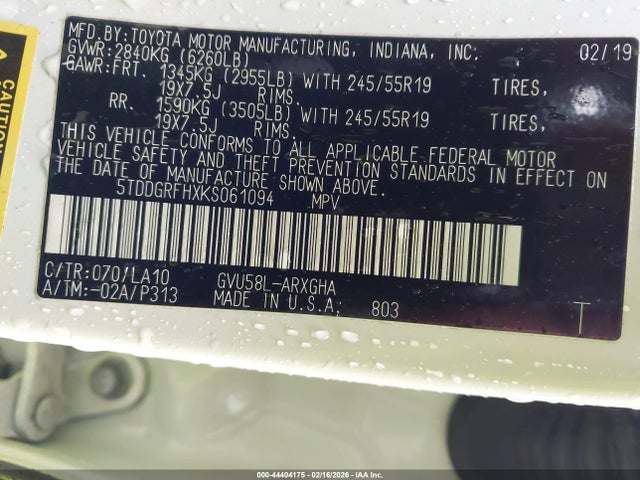 MFD.BY:TOYOTA MOTOR MANUFACTURING, INDIANA, INC. 02/19
GVWR: 2840KG (6260LB)
GAWR:FRT. 1345KG (2955LB) WITH 245/55R19 TIRES,
19X7.5J RIMS.
RR. 1590KG (3505LB) WITH 245/55R19 TIRES,
19X7.5J RIMS.
THIS VEHICLE CONFORMS TO ALL APPLICABLE FEDERAL MOTOR
VEHICLE SAFETY AND THEFT PREVENTION STANDARDS IN EFFECT ON
THE DATE OF MANUFACTURE SHOWN ABOVE.
5TDDGRFHXKS061094 MPV
C/TR:070/LA10 GVU58L-ARXGHA
A/TM:-02A/P313 MADE IN U.S.A. 803 T
CAUTION
000-44404175 - 02/16/2026 - IAA Inc.